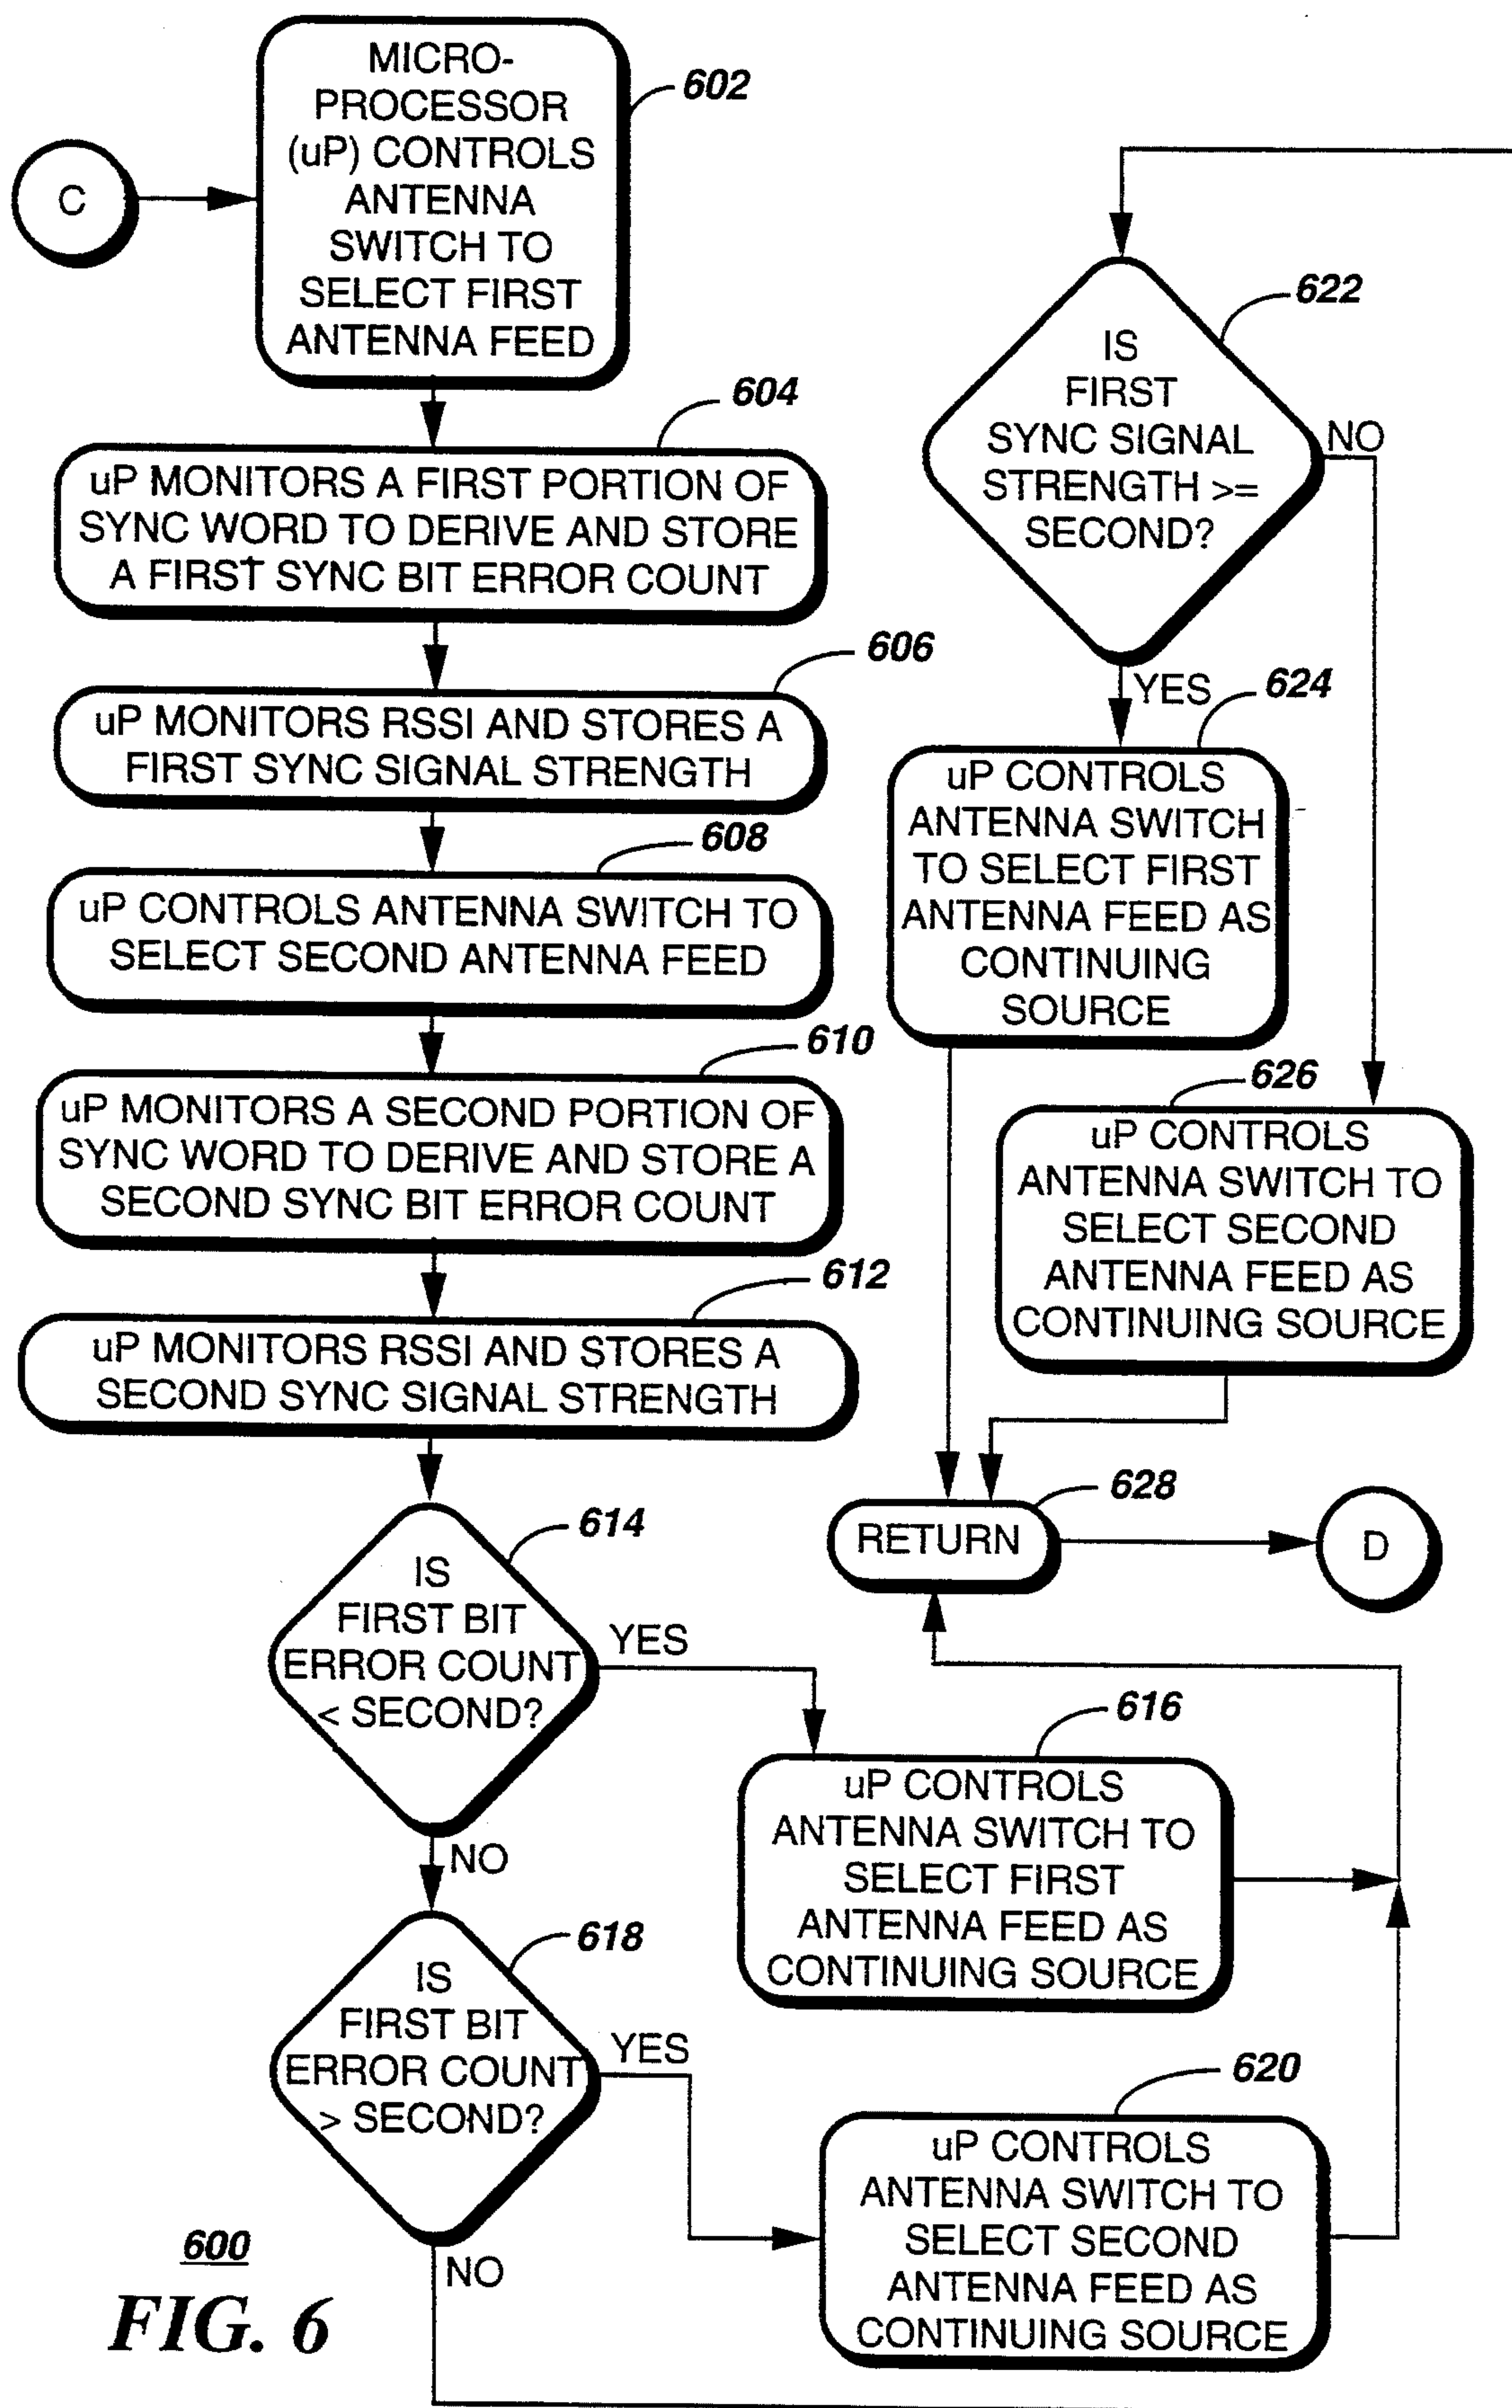 C
MICRO-
PROCESSOR
(uP) CONTROLS
ANTENNA
SWITCH TO
SELECT FIRST
ANTENNA FEED
602
604
uP MONITORS A FIRST PORTION OF
SYNC WORD TO DERIVE AND STORE
A FIRST SYNC BIT ERROR COUNT
606
uP MONITORS RSSI AND STORES A
FIRST SYNC SIGNAL STRENGTH
608
uP CONTROLS ANTENNA SWITCH TO
SELECT SECOND ANTENNA FEED
610
uP MONITORS A SECOND PORTION OF
SYNC WORD TO DERIVE AND STORE A
SECOND SYNC BIT ERROR COUNT
612
uP MONITORS RSSI AND STORES A
SECOND SYNC SIGNAL STRENGTH
614
IS
FIRST BIT
ERROR COUNT
< SECOND?
YES
NO
616
uP CONTROLS
ANTENNA SWITCH TO
SELECT FIRST
ANTENNA FEED AS
CONTINUING SOURCE
618
IS
FIRST BIT
ERROR COUNT
> SECOND?
YES
NO
620
uP CONTROLS
ANTENNA SWITCH TO
SELECT SECOND
ANTENNA FEED AS
CONTINUING SOURCE
622
IS
FIRST
SYNC SIGNAL
STRENGTH >=
SECOND?
NO
YES
624
uP CONTROLS
ANTENNA SWITCH
TO SELECT FIRST
ANTENNA FEED AS
CONTINUING
SOURCE
626
uP CONTROLS
ANTENNA SWITCH TO
SELECT SECOND
ANTENNA FEED AS
CONTINUING SOURCE
628
RETURN
D
600
FIG. 6